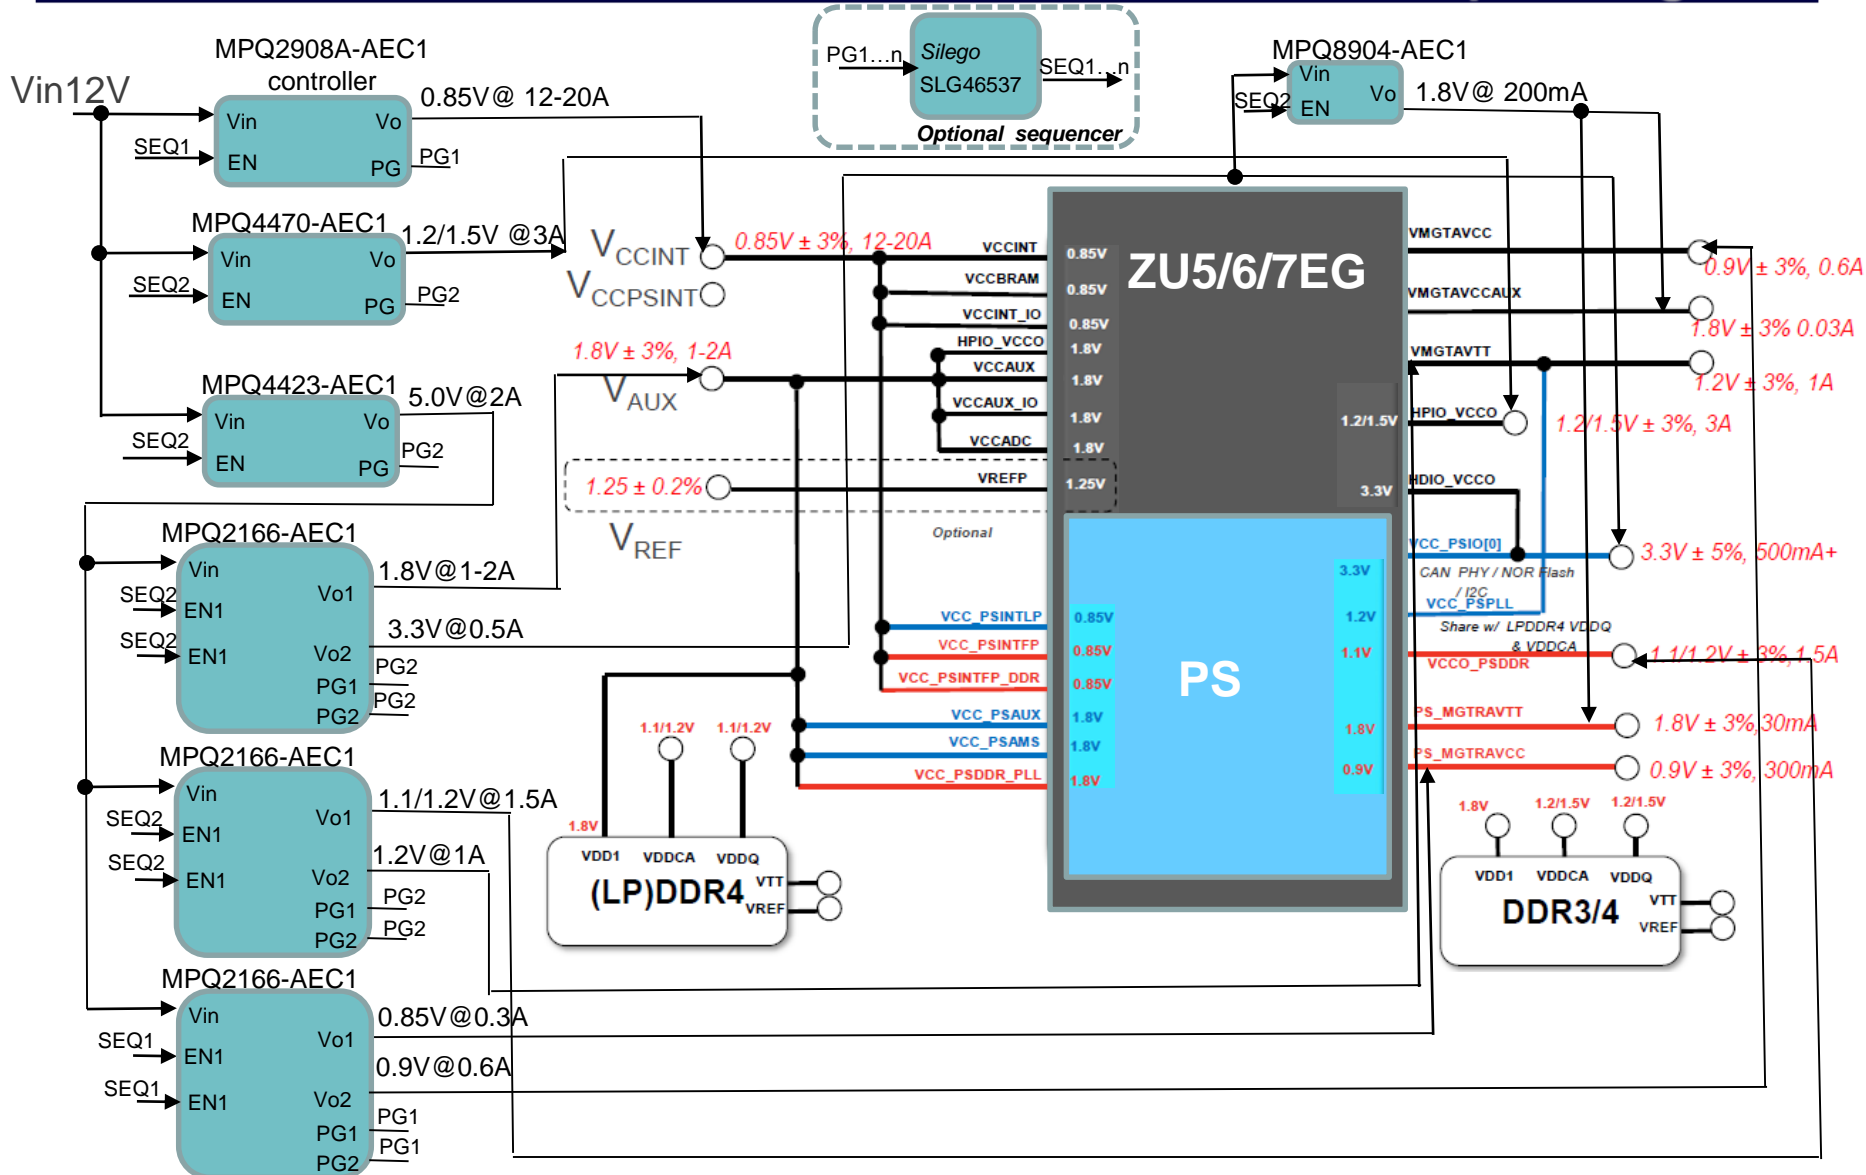 MPQ2908A-AEC1
controller
Vin12V
0.85V@ 12-20A
Vin
Vo
SEQ1
EN
PG
PG1
PG1...n
Silego
SLG46537
SEQ1...n
Optional sequencer
MPQ8904-AEC1
Vin
SEQ2
EN
Vo
1.8V@ 200mA
MPQ4470-AEC1
1.2/1.5V @3A
Vin
Vo
SEQ2
EN
PG
PG2
MPQ4423-AEC1
5.0V@2A
Vin
Vo
SEQ2
EN
PG
PG2
MPQ2166-AEC1
Vin
1.8V@1-2A
Vo1
SEQ2
EN1
3.3V@0.5A
SEQ2
EN1
Vo2
PG2
PG1
PG2
PG2
MPQ2166-AEC1
Vin
1.1/1.2V@1.5A
Vo1
SEQ2
EN1
1.2V@1A
SEQ2
EN1
Vo2
PG2
PG1
PG2
PG2
MPQ2166-AEC1
Vin
0.85V@0.3A
Vo1
SEQ1
EN1
0.9V@0.6A
SEQ1
EN1
Vo2
PG1
PG1
PG1
PG2
VCCINT
0.85V ± 3%, 12-20A
VCCPSINT
1.8V ± 3%, 1-2A
VAUX
1.25 ± 0.2%
VREF
Optional
VCCINT
0.85V
VCCBRAM
0.85V
VCCINT_IO
0.85V
HPIO_VCCO
1.8V
VCCAUX
1.8V
VCCAUX_IO
1.8V
VCCADC
1.8V
VREFP
1.25V
VCC_PSINTLP
0.85V
VCC_PSINTFP
0.85V
VCC_PSINTFP_DDR
0.85V
VCC_PSAUX
1.8V
VCC_PSAMS
1.8V
VCC_PSDDR_PLL
1.8V
ZU5/6/7EG
PS
1.2/1.5V
3.3V
3.3V
1.2V
1.1V
1.8V
0.9V
VMGTAVCC
0.9V ± 3%, 0.6A
VMGTAVCCAUX
1.8V ± 3% 0.03A
VMGTAVTT
1.2V ± 3%, 1A
HPIO_VCCO
1.2/1.5V ± 3%, 3A
HDIO_VCCO
VCC_PSIO[0]
3.3V ± 5%, 500mA+
CAN PHY / NOR Flash
/ I2C
VCC_PSPLL
Share w/ LPDDR4 VDDQ
& VDDCA
1.1/1.2V ± 3%,1.5A
VCCO_PSDDR
PS_MGTRAVTT
1.8V ± 3%,30mA
PS_MGTRAVCC
0.9V ± 3%, 300mA
1.1/1.2V
1.1/1.2V
1.8V
VDD1
VDDCA
VDDQ
(LP)DDR4
VTT
VREF
1.8V
1.2/1.5V
1.2/1.5V
VDD1
VDDCA
VDDQ
DDR3/4
VTT
VREF